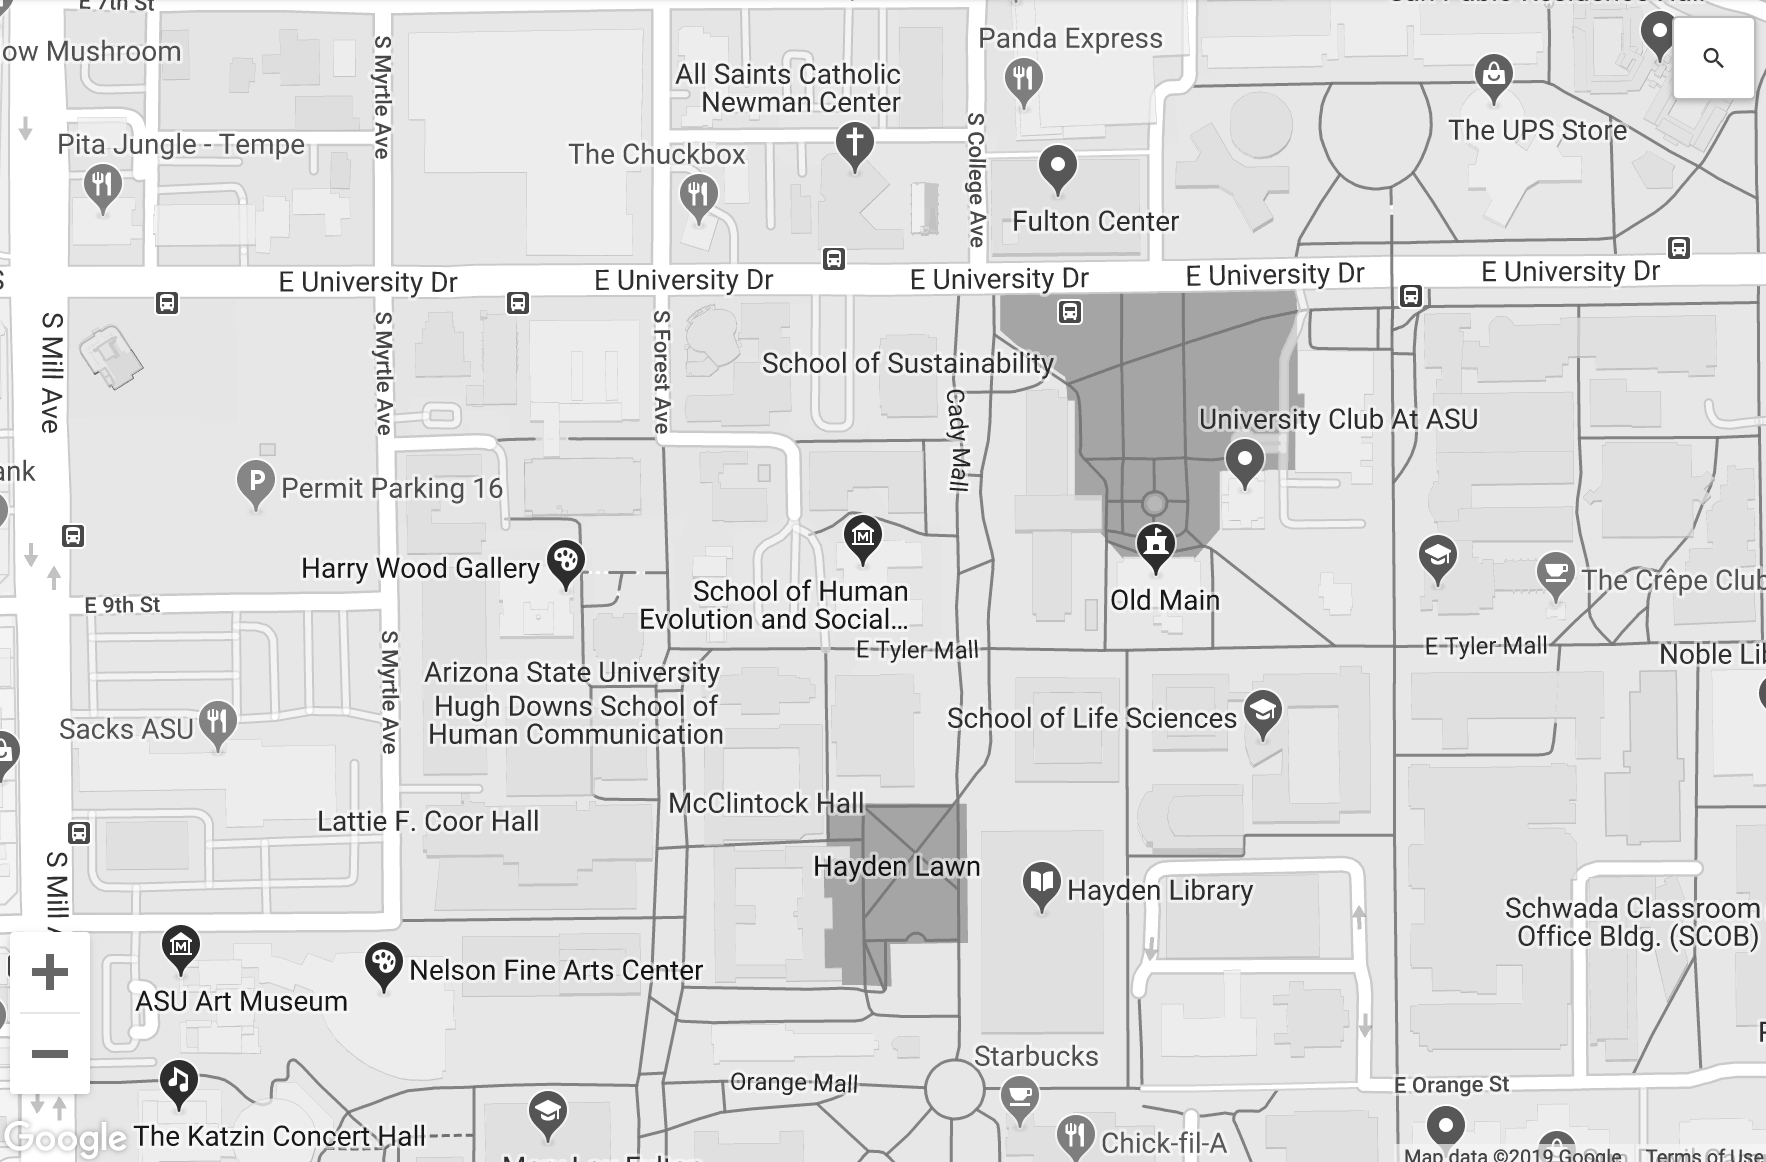 E 7th St
ow Mushroom
S Myrtle Ave
All Saints Catholic
Newman Center
Panda Express
The UPS Store
Pita Jungle - Tempe
The Chuckbox
S College Ave
Fulton Center
E University Dr
E University Dr
E University Dr
E University Dr
E University Dr
S Mill Ave
S Myrtle Ave
S Forest Ave
School of Sustainability
Cady Mall
University Club At ASU
ank
P
Permit Parking 16
Harry Wood Gallery
M
School of Human
Evolution and Social...
Old Main
The Crêpe Club
E 9th St
S Myrtle Ave
E Tyler Mall
E Tyler Mall
Noble Lib
Arizona State University
Hugh Downs School of
Human Communication
Sacks ASU
School of Life Sciences
McClintock Hall
Lattie F. Coor Hall
Hayden Lawn
Hayden Library
S Mill A
Schwada Classroom
Office Bldg. (SCOB)
M
ASU Art Museum
Nelson Fine Arts Center
Starbucks
Orange Mall
E Orange St
Google
The Katzin Concert Hall
Chick-fil-A
Map data ©2019 Google
Terms of Use